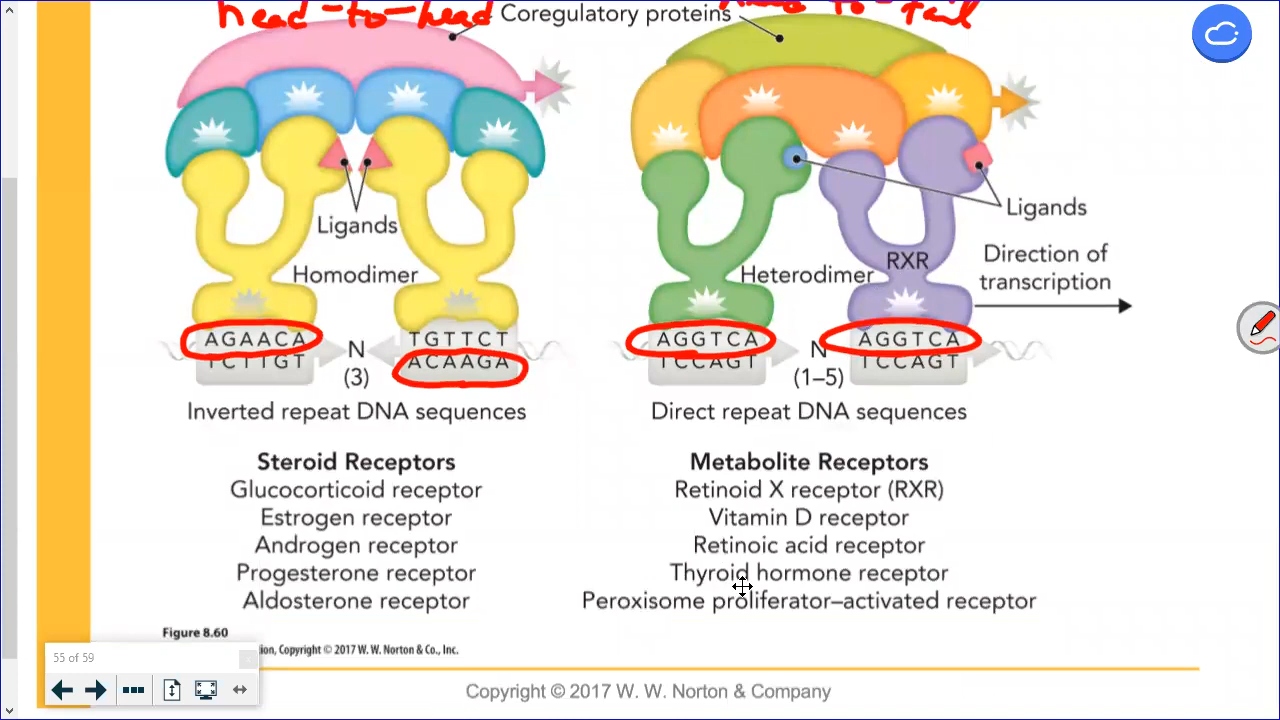 head-to-head
Coregulatory proteins
to - tail
Ligands
Homodimer
AGAACA
TCTTGT
N
(3)
TGTTCT
ACAAGA
Inverted repeat DNA sequences
Steroid Receptors
Glucocorticoid receptor
Estrogen receptor
Androgen receptor
Progesterone receptor
Aldosterone receptor
Ligands
Heterodimer
RXR
Direction of
transcription
AGGTCA
TCCAGT
N
(1–5)
AGGTCA
TCCAGT
Direct repeat DNA sequences
Metabolite Receptors
Retinoid X receptor (RXR)
Vitamin D receptor
Retinoic acid receptor
Thyroid hormone receptor
Peroxisome proliferator–activated receptor
Figure 8.60
Copyright © 2017 W. W. Norton & Co., Inc.
55 of 59
Copyright © 2017 W. W. Norton & Company